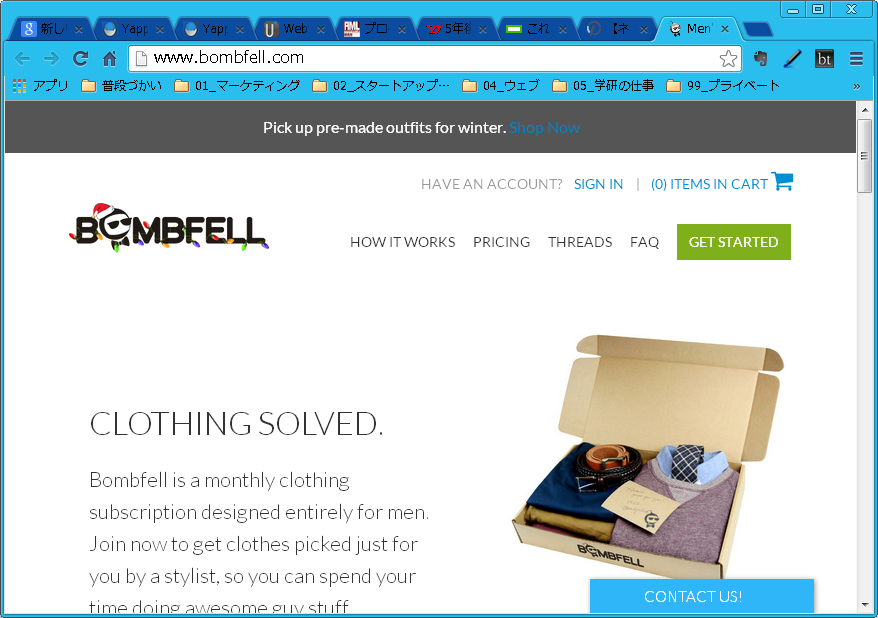 新しい
Yapp
Yapp
Web
プロ
5年後
これ
【ネ
Men'
www.bombfell.com
bt
アプリ 普段づかい 01_マーケティング 02_スタートアップ… 04_ウェブ 05_学研の仕事 99_プライベート »
Pick up pre-made outfits for winter. Shop Now
HAVE AN ACCOUNT? SIGN IN | (0) ITEMS IN CART
BOMBFELL
HOW IT WORKS PRICING THREADS FAQ GET STARTED
CLOTHING SOLVED.
Bombfell is a monthly clothing
subscription designed entirely for men.
Join now to get clothes picked just for
you by a stylist, so you can spend your
time doing awesome guy stuff
BOMBFELL
CONTACT US!